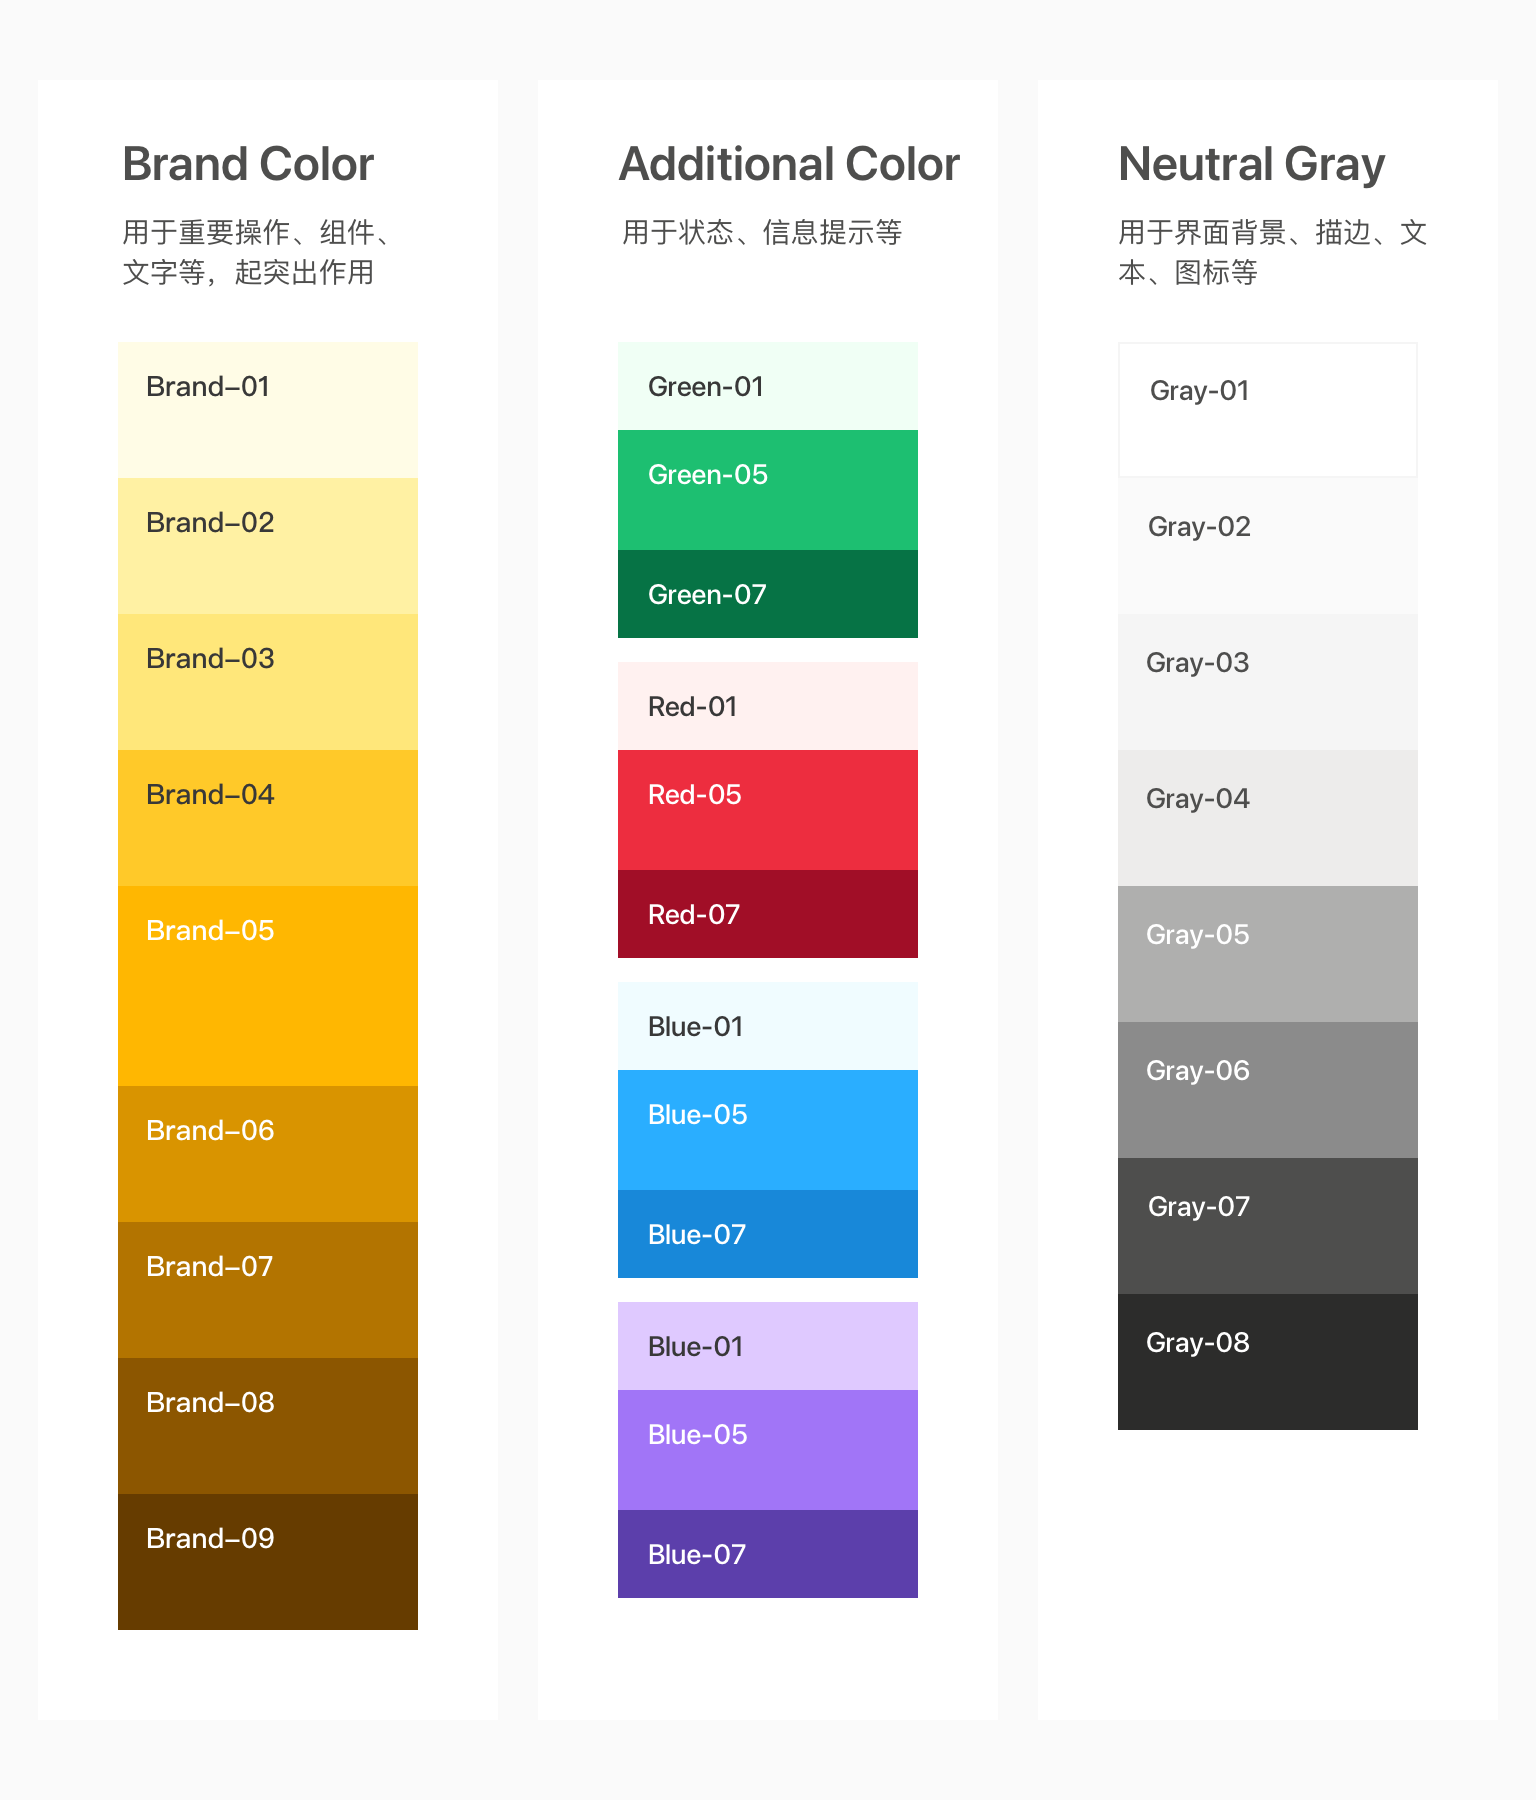 Brand Color
用于重要操作、组件、
文字等，起突出作用
Brand–01
Brand–02
Brand–03
Brand–04
Brand–05
Brand–06
Brand–07
Brand–08
Brand–09
Additional Color
用于状态、信息提示等
Green-01
Green-05
Green-07
Red-01
Red-05
Red-07
Blue-01
Blue-05
Blue-07
Blue-01
Blue-05
Blue-07
Neutral Gray
用于界面背景、描边、文
本、图标等
Gray-01
Gray-02
Gray-03
Gray-04
Gray-05
Gray-06
Gray-07
Gray-08